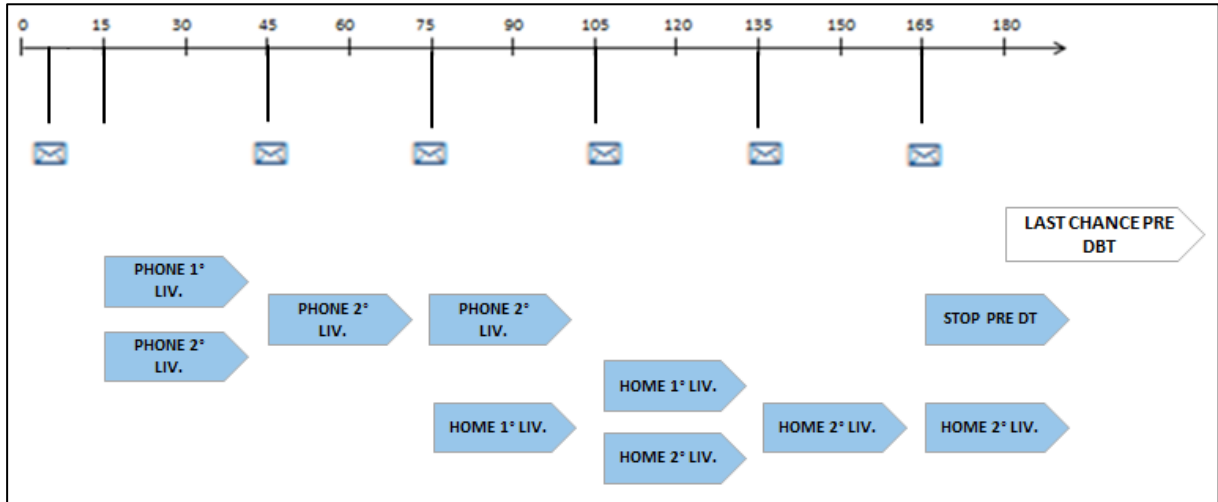 0 15 30 45 60 75 90 105 120 135 150 165 180
LAST CHANCE PRE
DBT
PHONE 1°
LIV.
PHONE 2°
LIV.
PHONE 2°
LIV.
PHONE 2°
LIV.
STOP PRE DT
HOME 1° LIV.
HOME 1° LIV.
HOME 2° LIV.
HOME 2° LIV.
HOME 2° LIV.